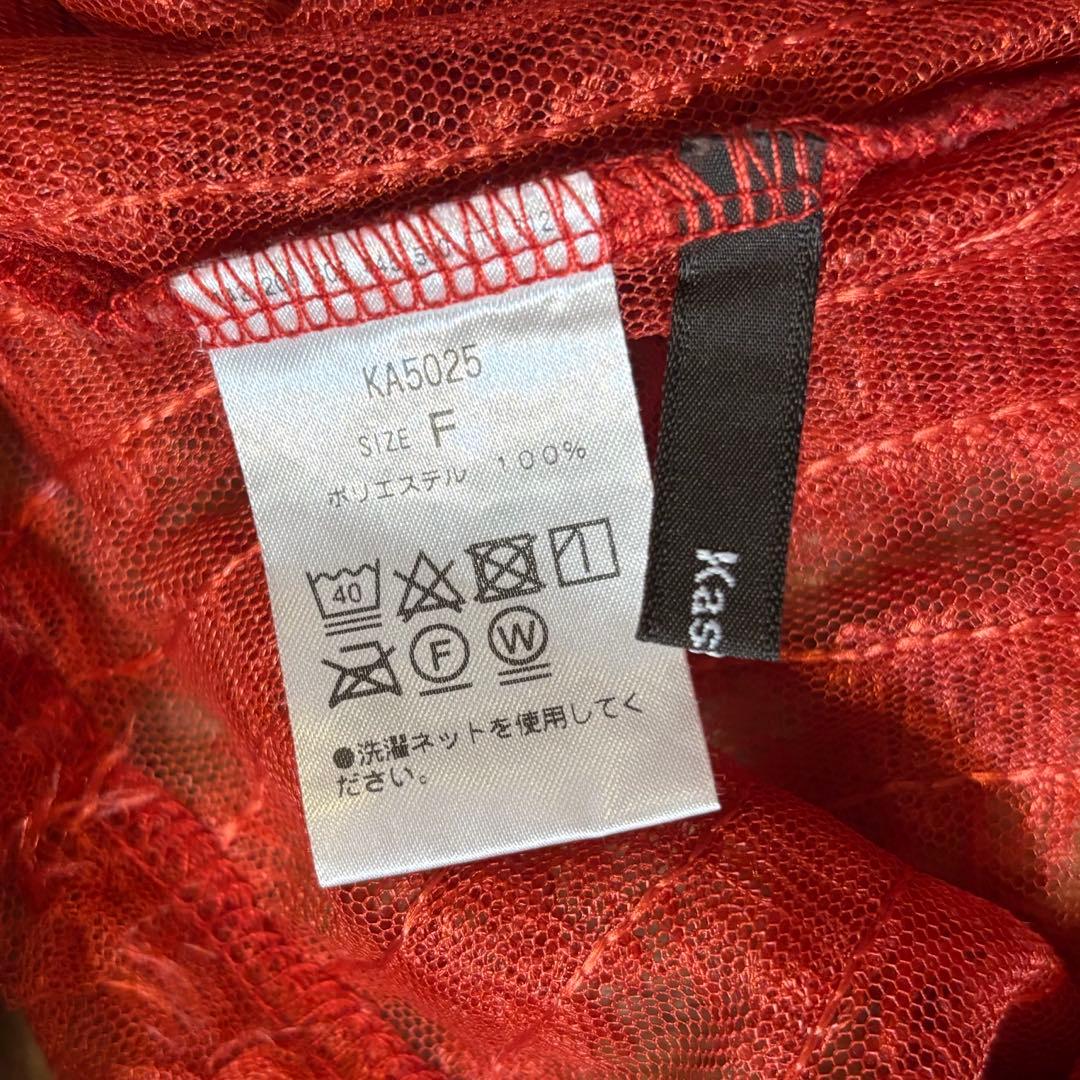 KA5025
SIZE F
ポリエステル 100%
40
F W
●洗濯ネットを使用してく
ださい。
Kas